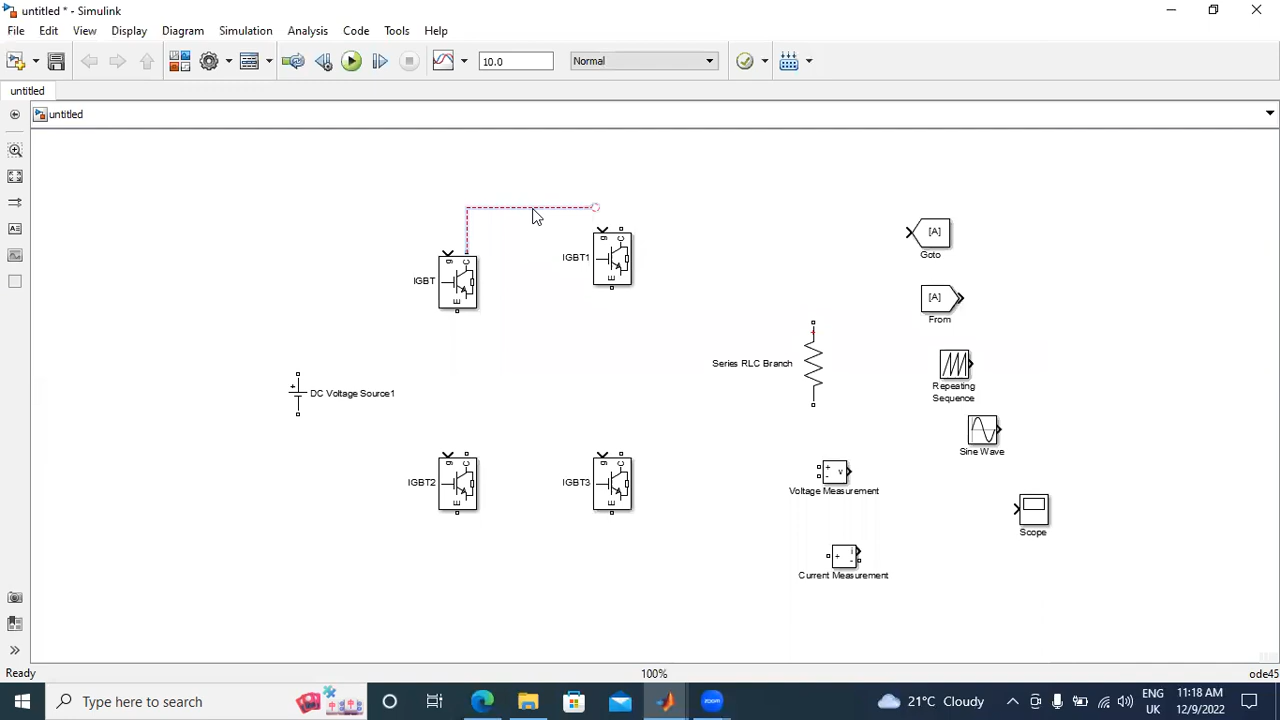 untitled * - Simulink
File Edit View Display Diagram Simulation Analysis Code Tools Help
10.0 Normal
untitled
untitled
g C
E
IGBT
g C
E
IGBT1
[A]
Goto
[A]
From
Series RLC Branch
+
Repeating
Sequence
+
DC Voltage Source1
Sine Wave
g C
E
IGBT2
g C
E
IGBT3
+ v
-
Voltage Measurement
Scope
+ i
-
Current Measurement
Ready 100% ode45
Type here to search
zoom
21°C Cloudy
ENG
UK
11:18 AM
12/9/2022